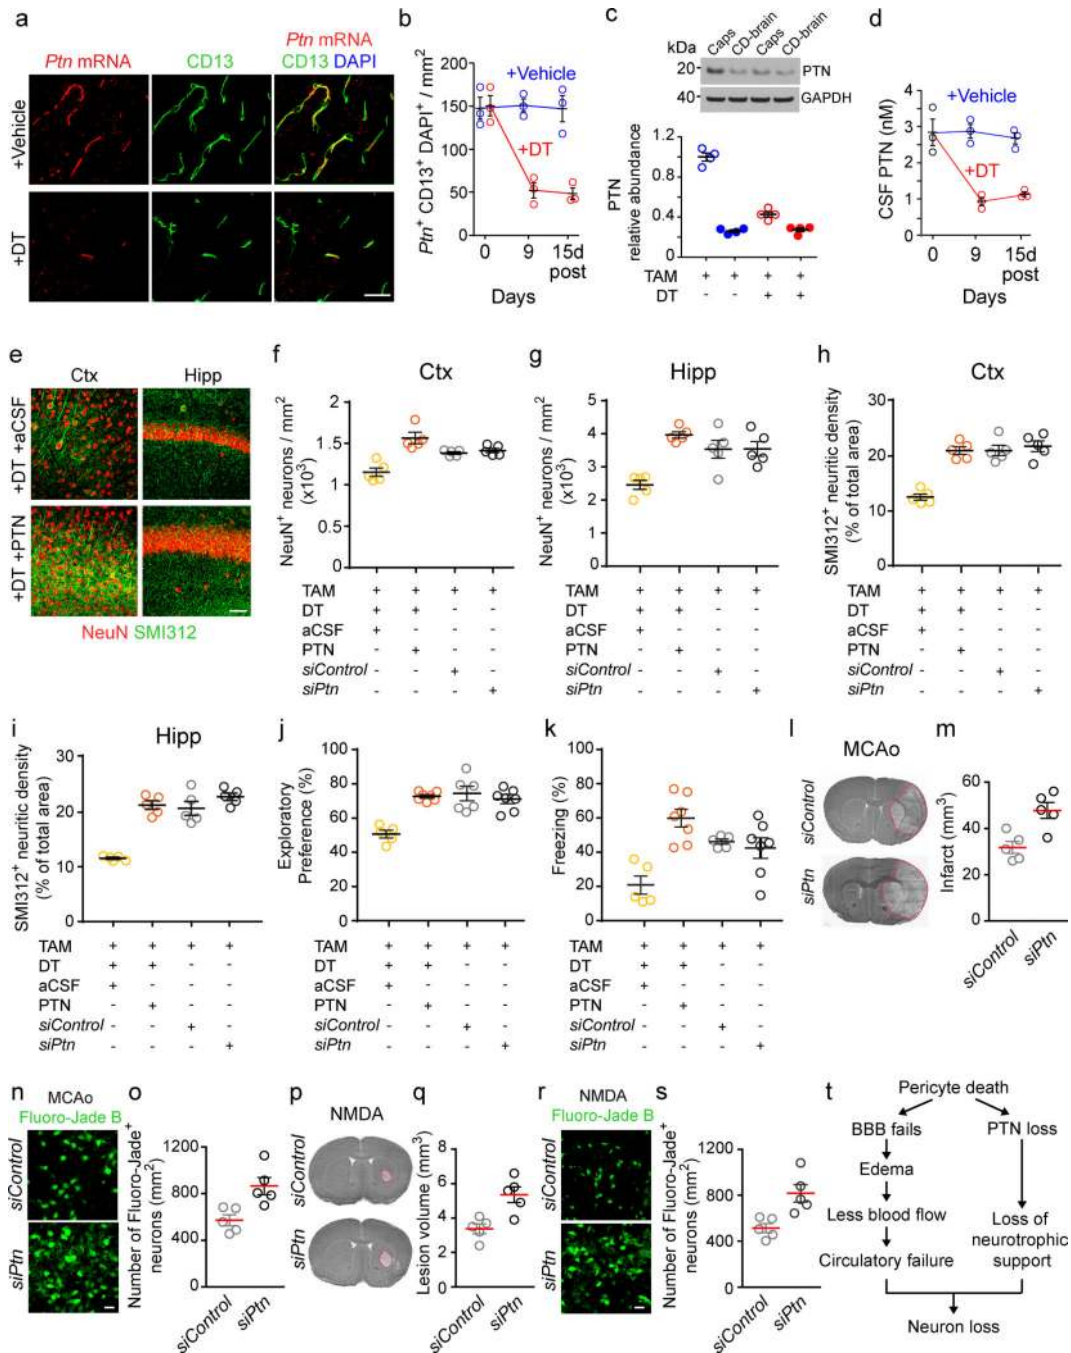 a
Ptn mRNA
CD13
Ptn mRNA
CD13 DAPI
+Vehicle
+DT
b
Ptn+ CD13+ DAPI+ / mm2
200
150
100
50
0
+Vehicle
+DT
0 9 15d
post
Days
c
kDa
Caps
CD-brain
Caps
CD-brain
20
PTN
40
GAPDH
PTN
relative abundance
1.2
0.8
0.4
0
TAM + + + +
DT - - + +
d
CSF PTN (nM)
4
3
2
1
0
+Vehicle
+DT
0 9 15d
post
Days
e
Ctx Hipp
+DT +aCSF
+DT +PTN
NeuN SMI312
f
Ctx
NeuN+ neurons / mm2
(x103)
2
1.5
1
0.5
0
TAM + + + +
DT + + - -
aCSF + - - -
PTN - + - -
siControl - - + -
siPtn - - - +
g
Hipp
NeuN+ neurons / mm2
(x103)
5
4
3
2
1
0
TAM + + + +
DT + + - -
aCSF + - - -
PTN - + - -
siControl - - + -
siPtn - - - +
h
Ctx
SMI312+ neuritic density
(% of total area)
30
20
10
0
TAM + + + +
DT + + - -
aCSF + - - -
PTN - + - -
siControl - - + -
siPtn - - - +
i
Hipp
SMI312+ neuritic density
(% of total area)
30
20
10
0
TAM + + + +
DT + + - -
aCSF + - - -
PTN - + - -
siControl - - + -
siPtn - - - +
j
Exploratory
Preference (%)
100
80
60
40
20
0
TAM + + + +
DT + + - -
aCSF + - - -
PTN - + - -
siControl - - + -
siPtn - - - +
k
Freezing (%)
100
80
60
40
20
0
TAM + + + +
DT + + - -
aCSF + - - -
PTN - + - -
siControl - - + -
siPtn - - - +
l
MCAo
siControl
siPtn
m
Infarct (mm3)
60
40
20
0
siControl
siPtn
n
MCAo
Fluoro-Jade B
siControl
siPtn
o
Number of Fluoro-Jade+
neurons (mm2)
1200
800
400
0
siControl
siPtn
p
NMDA
siControl
siPtn
q
Lesion volume (mm3)
8
6
4
2
0
siControl
siPtn
r
NMDA
Fluoro-Jade B
siControl
siPtn
s
Number of Fluoro-Jade+
neurons (mm2)
1200
800
400
0
siControl
siPtn
t
Pericyte death
BBB fails PTN loss
Edema
Less blood flow
Circulatory failure
Loss of
neurotrophic
support
Neuron loss